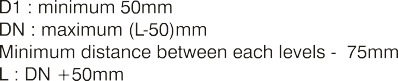 D1 : minimum 50mm
DN : maximum (L-50)mm
Minimum distance between each levels - 75mm
L : DN +50mm